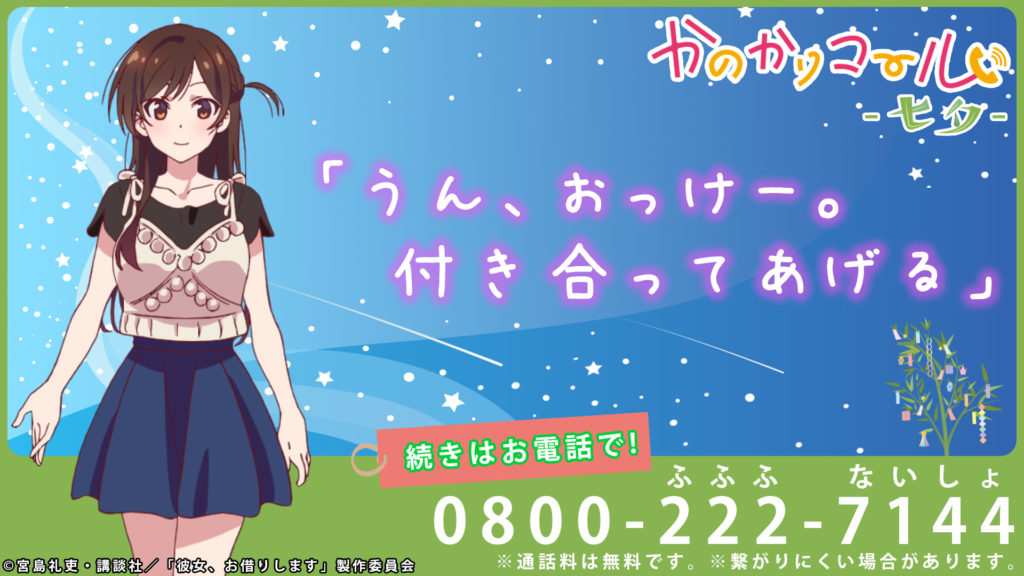 かのかりコール
-七夕-
「うん、おっけー。
付き合ってあげる」
続きはお電話で!
ふふふ ないしょ
0800-222-7144
※通話料は無料です。※繋がりにくい場合があります。
©宮島礼吏・講談社／「彼女、お借りします」製作委員会